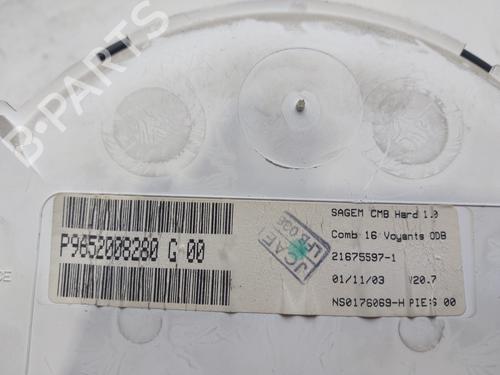 B-PARTS
SAGEM CMB Hard 1.0
Comb 16 Voyants ODB
P9652008280 G 00
21675597-1
01/11/03 V20.7
NS0176069-H PIE:G 00
JCAE